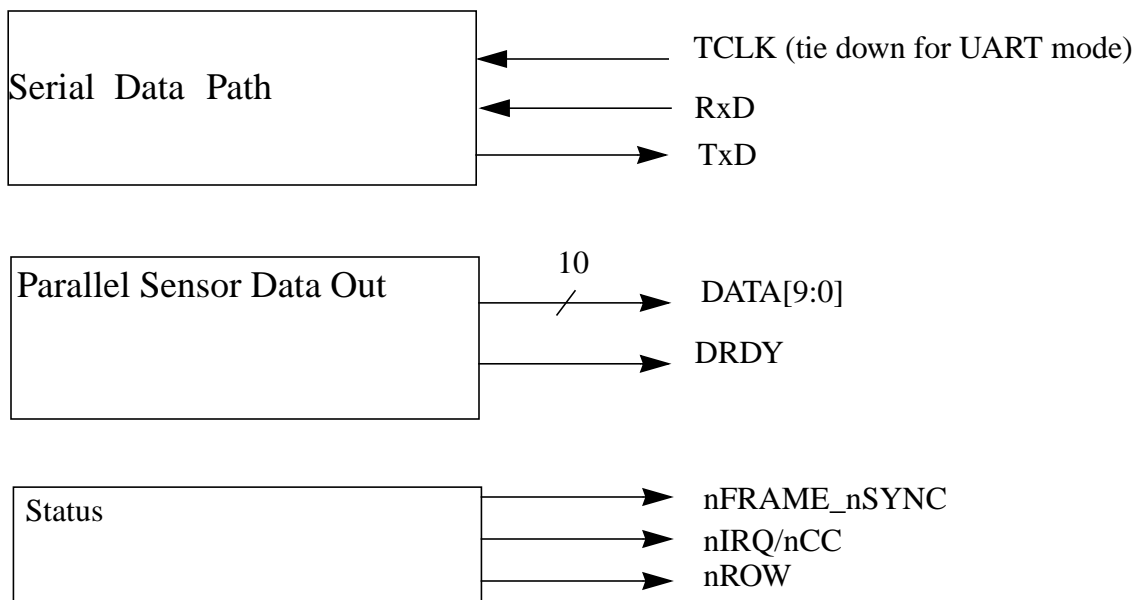 TCLK (tie down for UART mode)
Serial Data Path
RxD
TxD
Parallel Sensor Data Out
10
DATA[9:0]
DRDY
Status
nFRAME_nSYNC
nIRQ/nCC
nROW